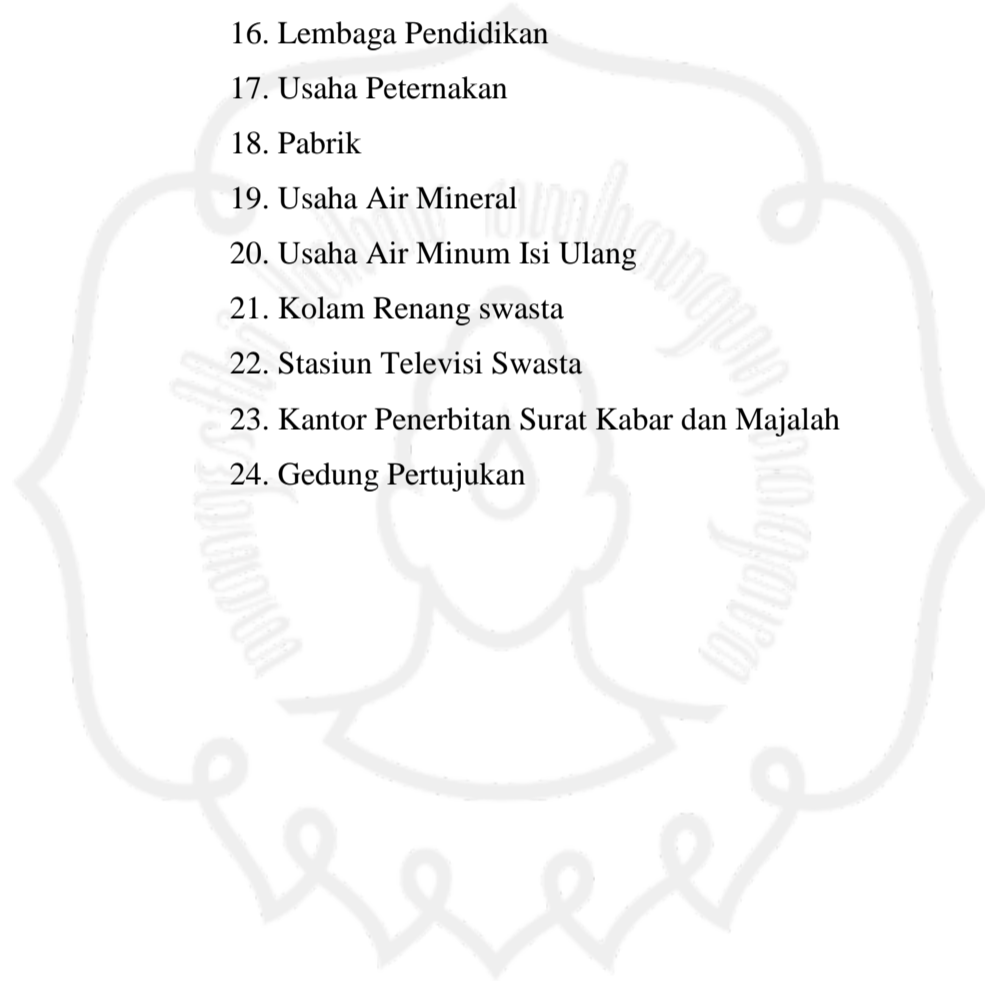 16. Lembaga Pendidikan
17. Usaha Peternakan
18. Pabrik
19. Usaha Air Mineral
20. Usaha Air Minum Isi Ulang
21. Kolam Renang swasta
22. Stasiun Televisi Swasta
23. Kantor Penerbitan Surat Kabar dan Majalah
24. Gedung Pertujukan